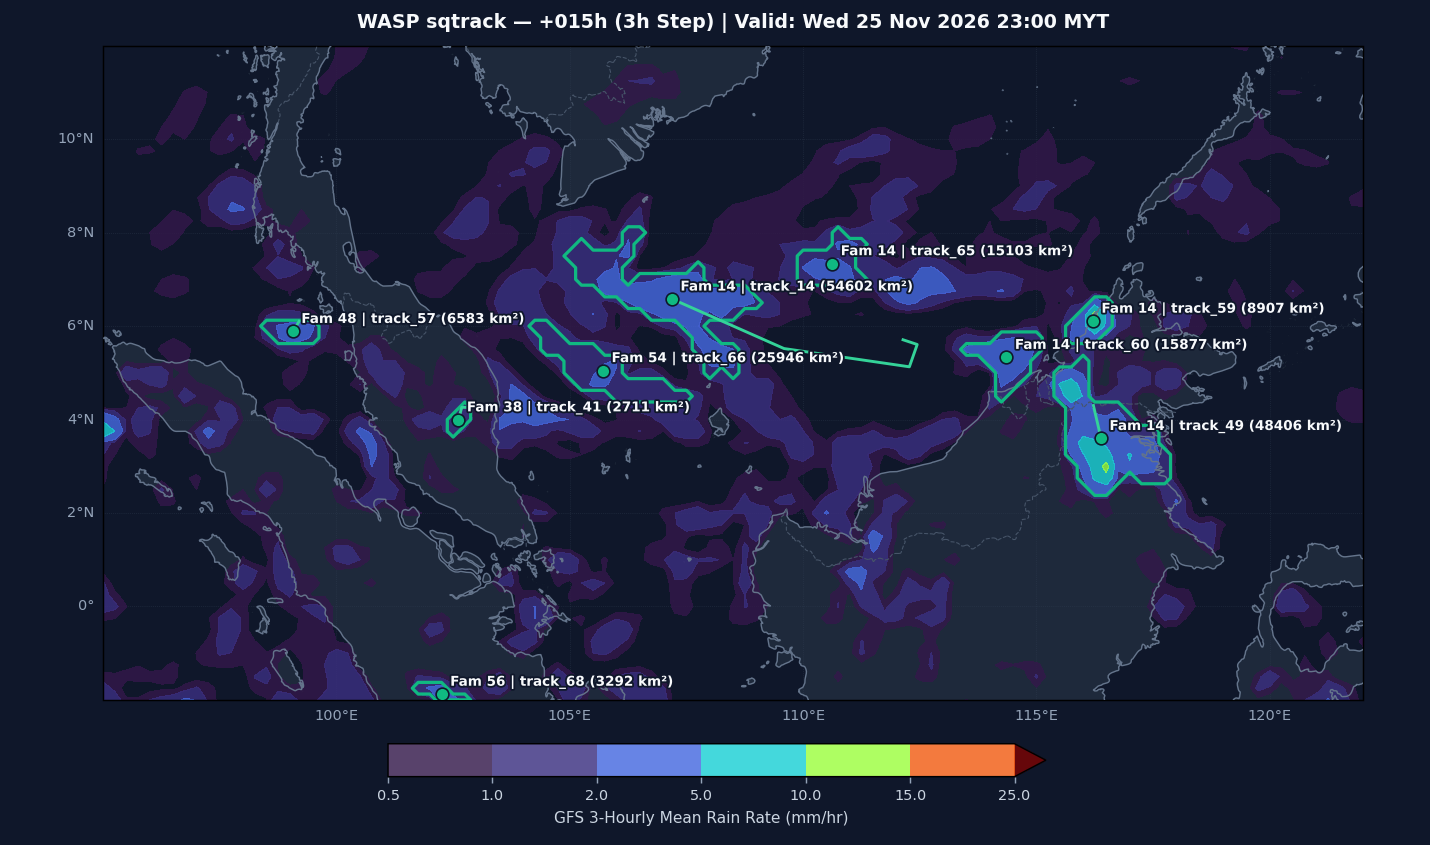 WASP sqtrack — +015h (3h Step) | Valid: Wed 25 Nov 2026 23:00 MYT
10°N
8°N
Fam 14 | track_65 (15103 km²)
Fam 14 | track_14 (54602 km²)
6°N
Fam 48 | track_57 (6583 km²)
Fam 14 | track_59 (8907 km²)
Fam 14 | track_60 (15877 km²)
Fam 54 | track_66 (25946 km²)
4°N
Fam 38 | track_41 (2711 km²)
Fam 14 | track_49 (48406 km²)
2°N
0°
Fam 56 | track_68 (3292 km²)
100°E 105°E 110°E 115°E 120°E
0.5 1.0 2.0 5.0 10.0 15.0 25.0
GFS 3-Hourly Mean Rain Rate (mm/hr)